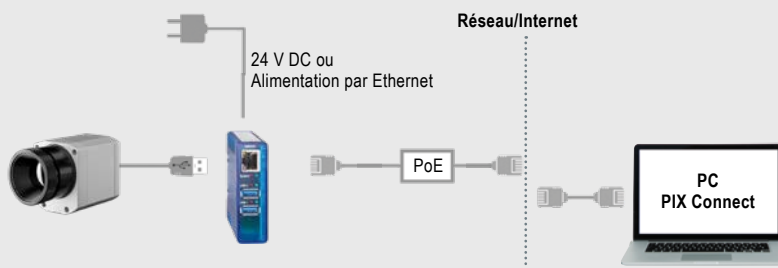 Réseau/Internet
24 V DC ou
Alimentation par Ethernet
PoE
PC
PIX Connect